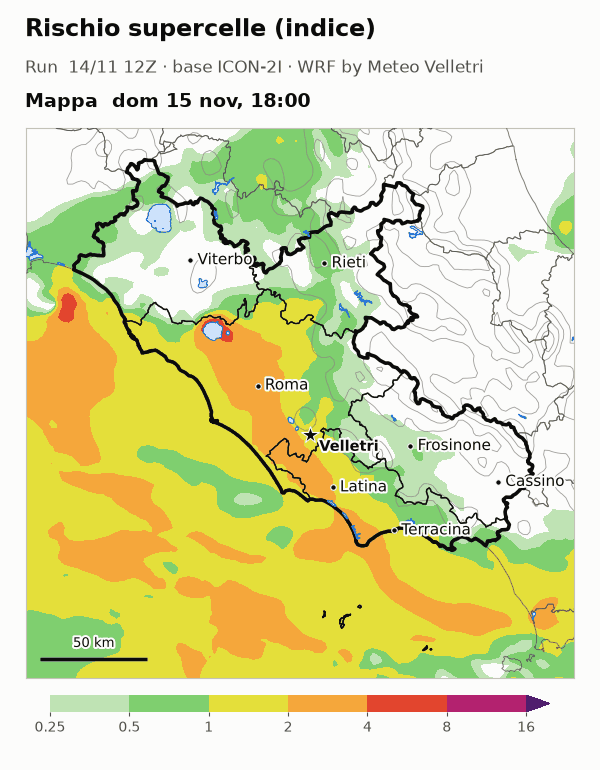 Rischio supercelle (indice)
Run  14/11 12Z · base ICON-2I · WRF by Meteo Velletri
Mappa  dom 15 nov, 18:00
Viterbo
Rieti
Roma
Velletri
Frosinone
Cassino
Latina
Terracina
50 km
0.25 0.5 1 2 4 8 16